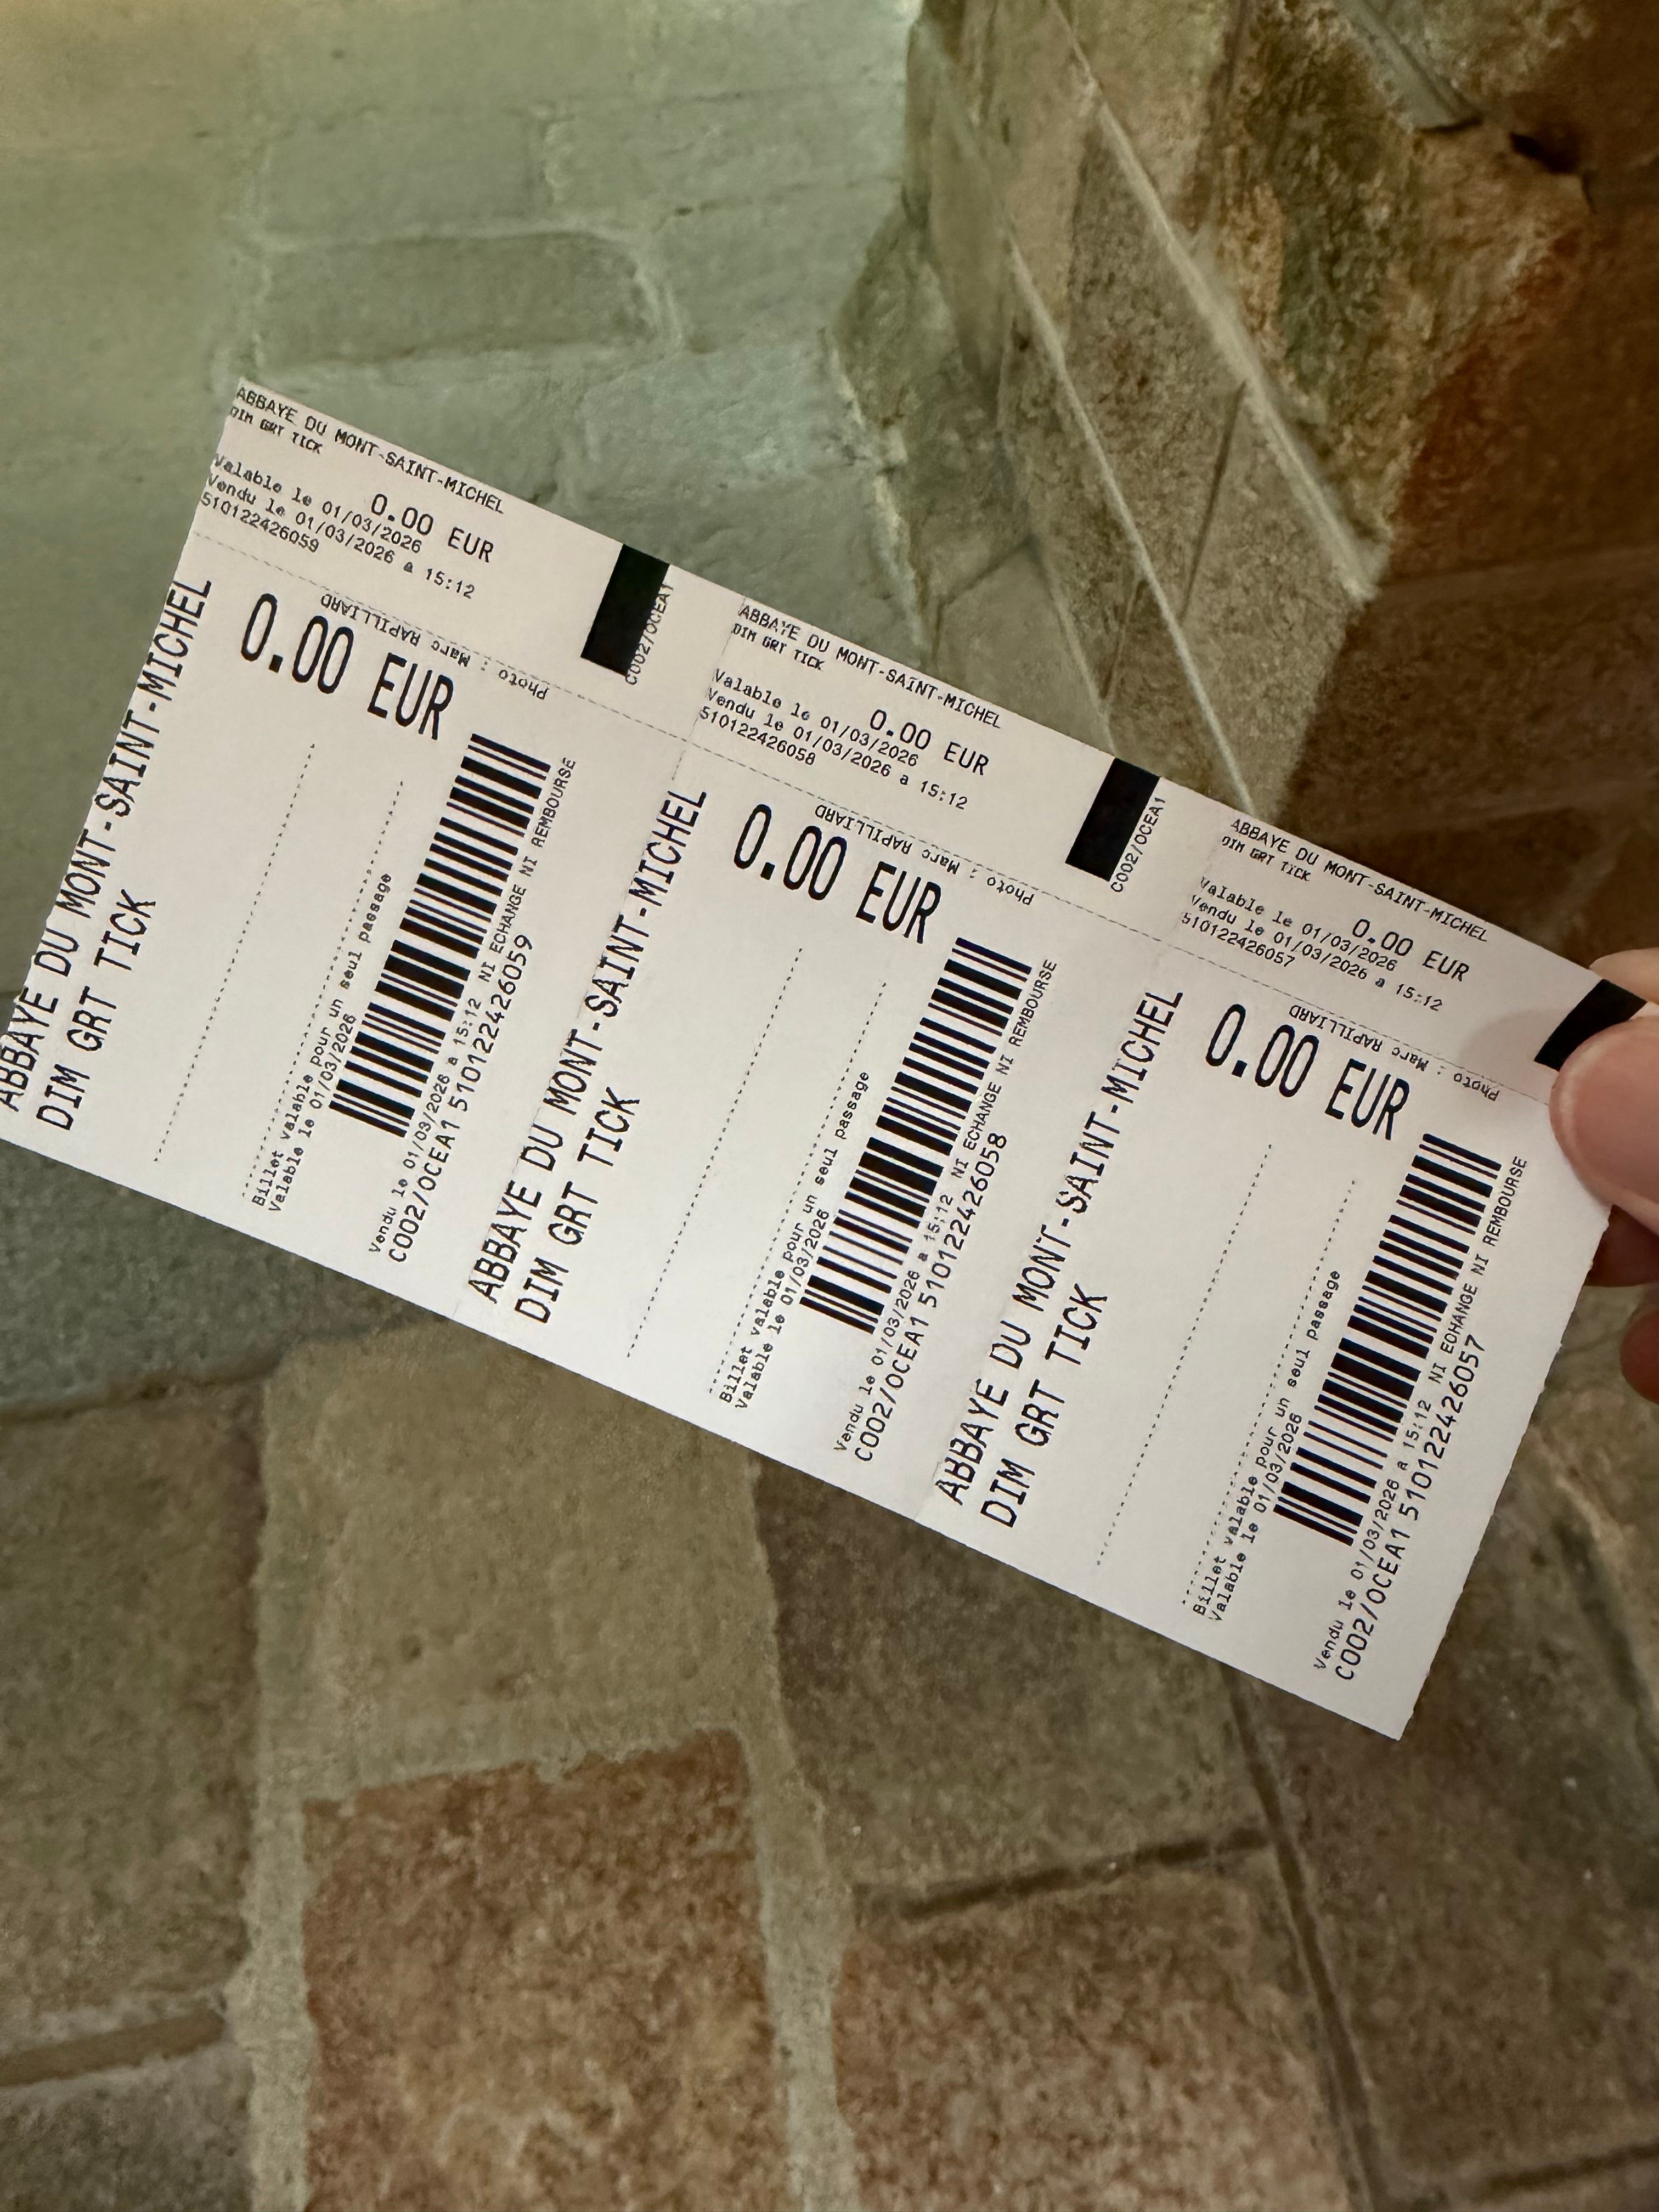 ABBAYE DU MONT-SAINT-MICHEL
DIM GRT TICK
0.00 EUR
Valable le 01/03/2026
Vendu le 01/03/2026 a 15:12
510122426059
C002/OCEA1
Photo : Marc RAPILLIARD
ABBAYE DU MONT-SAINT-MICHEL
DIM GRT TICK
0.00 EUR
Billet valable pour un seul passage
Valable le 01/03/2026
Vendu le 01/03/2026 a 15:12 NI ECHANGE NI REMBOURSE
C002/OCEA1 510122426059
ABBAYE DU MONT-SAINT-MICHEL
DIM GRT TICK
0.00 EUR
Valable le 01/03/2026
Vendu le 01/03/2026 a 15:12
510122426058
C002/OCEA1
Photo : Marc RAPILLIARD
ABBAYE DU MONT-SAINT-MICHEL
DIM GRT TICK
0.00 EUR
Billet valable pour un seul passage
Valable le 01/03/2026
Vendu le 01/03/2026 a 15:12 NI ECHANGE NI REMBOURSE
C002/OCEA1 510122426058
ABBAYE DU MONT-SAINT-MICHEL
DIM GRT TICK
0.00 EUR
Valable le 01/03/2026
Vendu le 01/03/2026 a 15:12
510122426057
Photo : Marc RAPILLIARD
ABBAYE DU MONT-SAINT-MICHEL
DIM GRT TICK
0.00 EUR
Billet valable pour un seul passage
Valable le 01/03/2026
Vendu le 01/03/2026 a 15:12 NI ECHANGE NI REMBOURSE
C002/OCEA1 510122426057